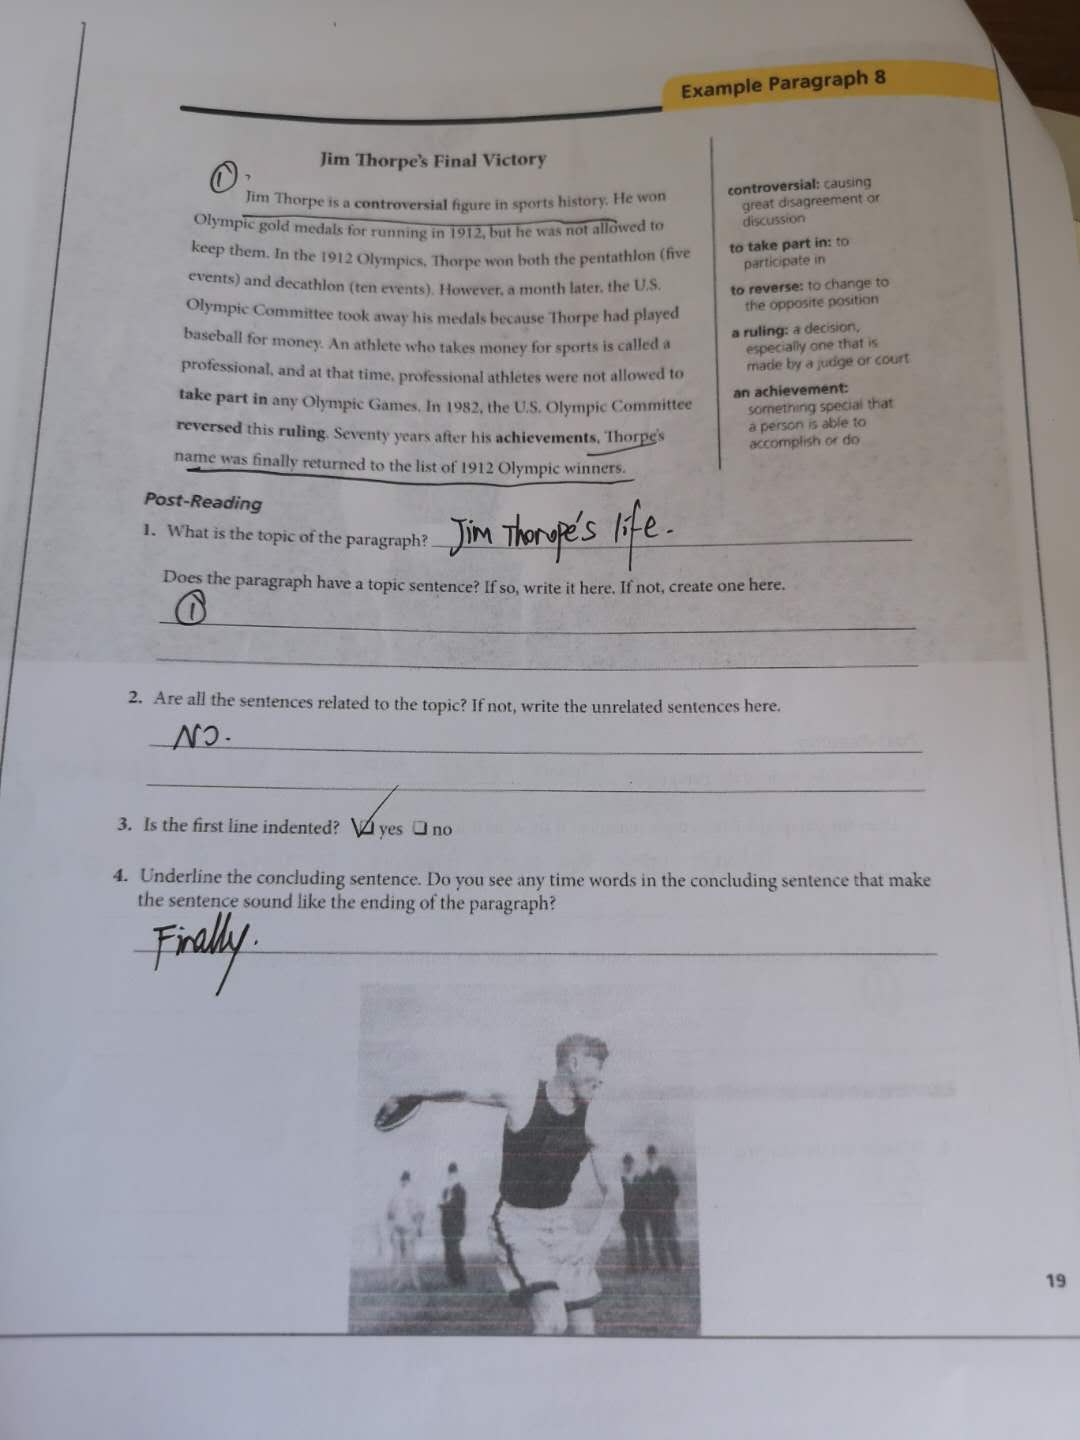 Example Paragraph 8
Jim Thorpe's Final Victory
①
Jim Thorpe is a controversial figure in sports history. He won
Olympic gold medals for running in 1912, but he was not allowed to
keep them. In the 1912 Olympics, Thorpe won both the pentathlon (five
events) and decathlon (ten events). However, a month later, the U.S.
Olympic Committee took away his medals because Thorpe had played
baseball for money. An athlete who takes money for sports is called a
professional, and at that time, professional athletes were not allowed to
take part in any Olympic Games. In 1982, the U.S. Olympic Committee
reversed this ruling. Seventy years after his achievements, Thorpe's
name was finally returned to the list of 1912 Olympic winners.
controversial: causing
great disagreement or
discussion
to take part in: to
participate in
to reverse: to change to
the opposite position
a ruling: a decision,
especially one that is
made by a judge or court
an achievement:
something special that
a person is able to
accomplish or do
Post-Reading
1. What is the topic of the paragraph? Jim Thorope's life.
Does the paragraph have a topic sentence? If so, write it here. If not, create one here.
①
2. Are all the sentences related to the topic? If not, write the unrelated sentences here.
NO.
3. Is the first line indented? yes no
4. Underline the concluding sentence. Do you see any time words in the concluding sentence that make
the sentence sound like the ending of the paragraph?
Finally.
19